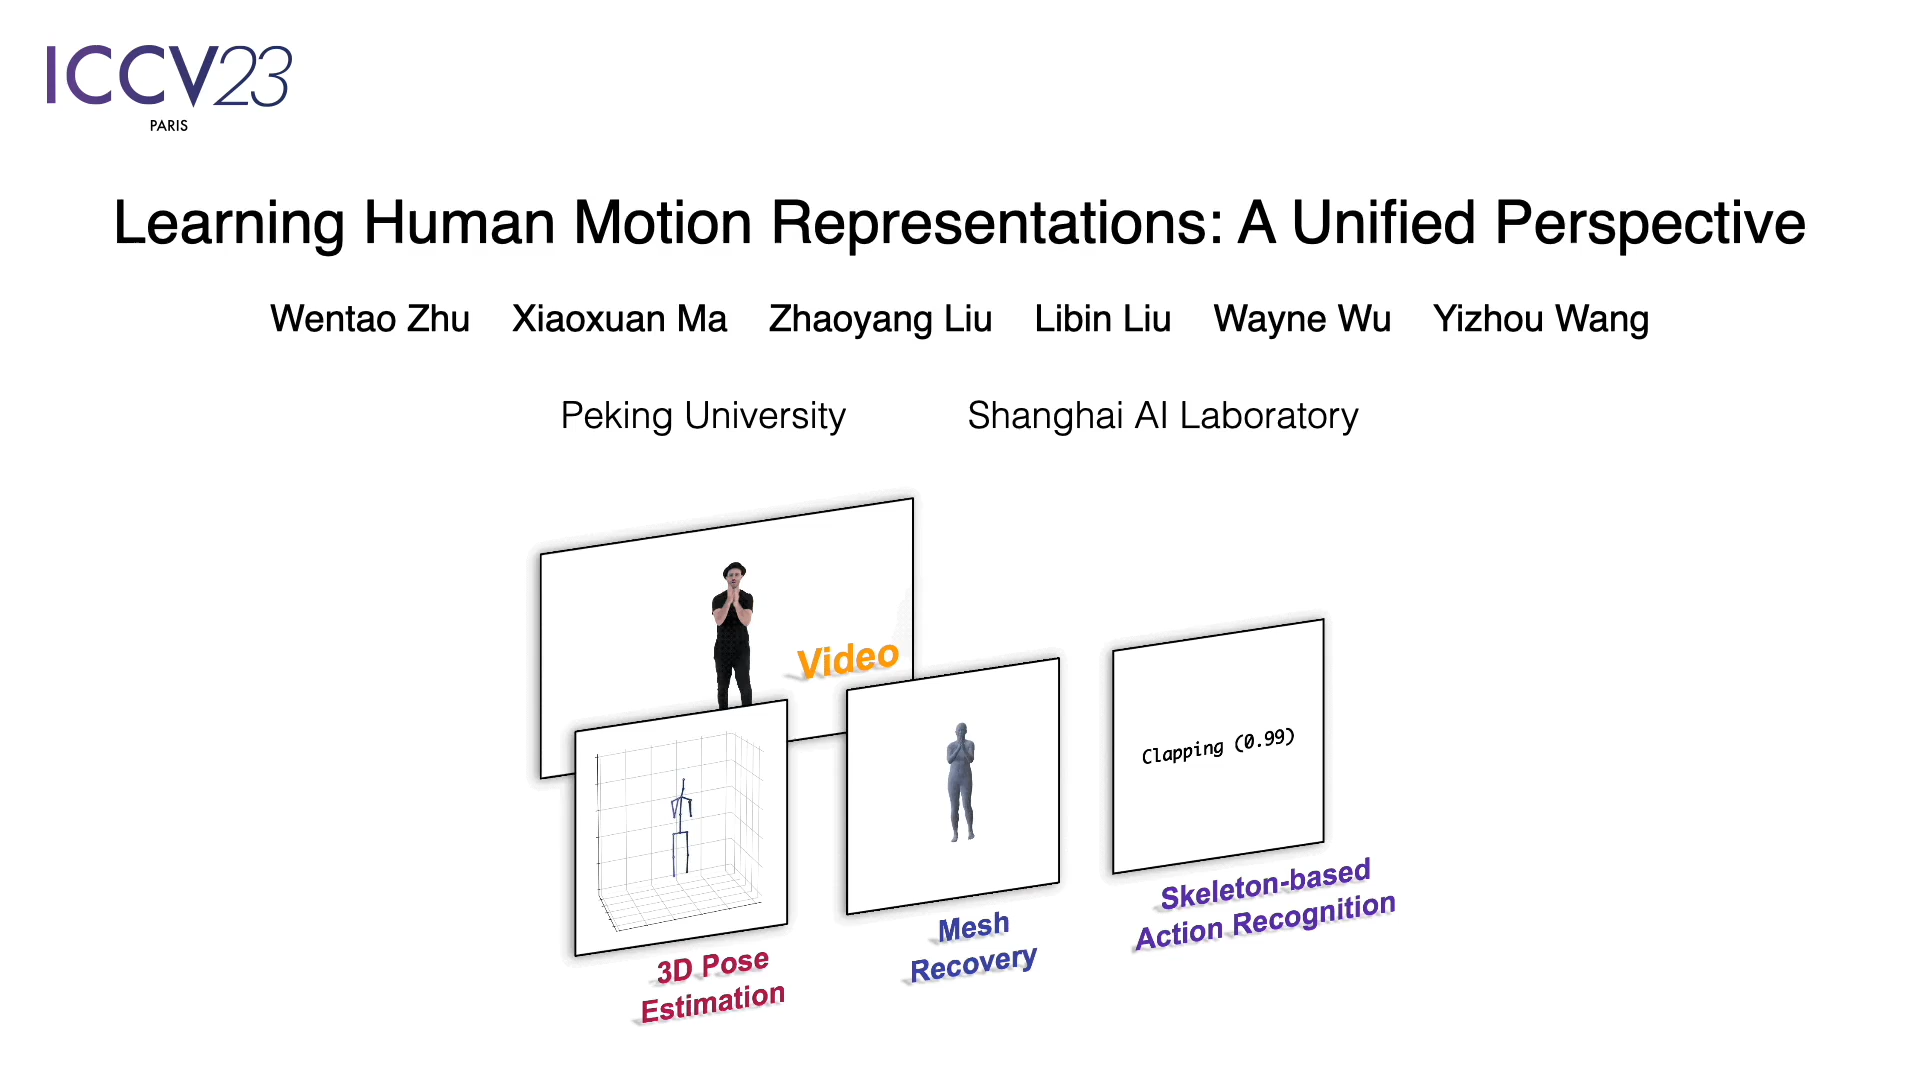 ICCV23
PARIS
Learning Human Motion Representations: A Unified Perspective
Wentao Zhu Xiaoxuan Ma Zhaoyang Liu Libin Liu Wayne Wu Yizhou Wang
Peking University Shanghai AI Laboratory
Video
Clapping (0.99)
3D Pose
Estimation
Mesh
Recovery
Skeleton-based
Action Recognition